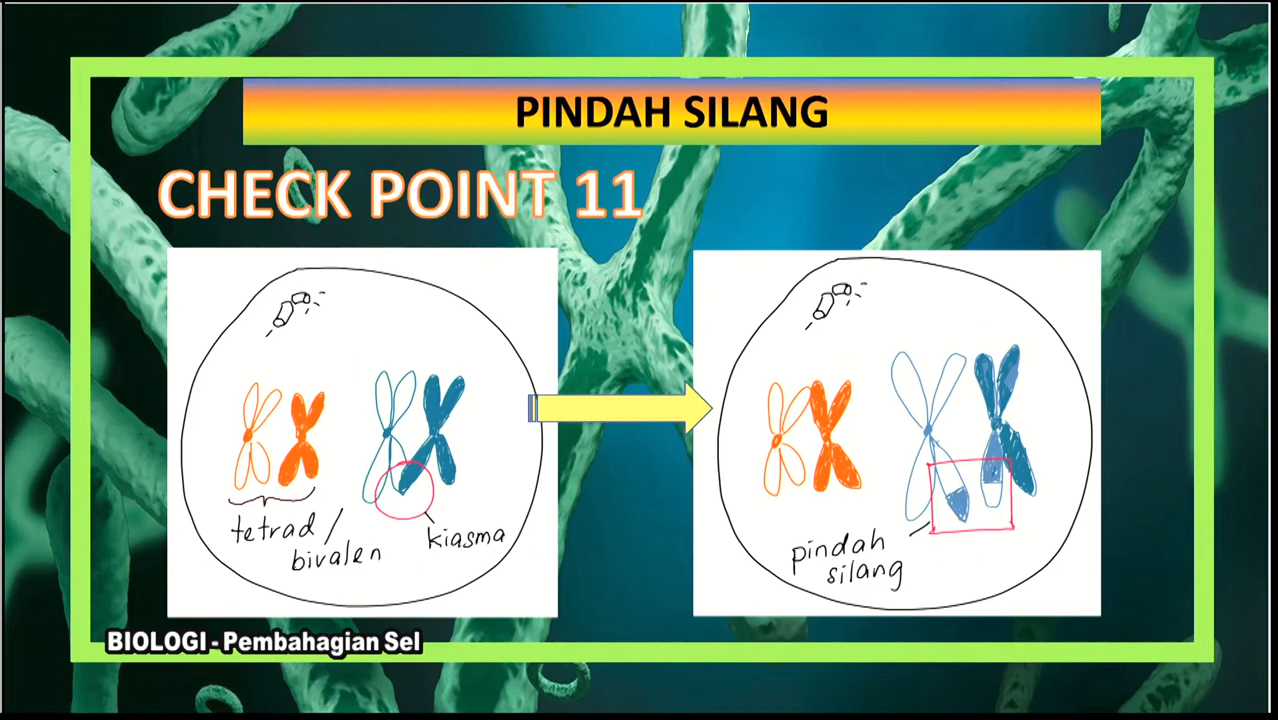 PINDAH SILANG
CHECK POINT 11
tetrad /
bivalen
kiasma
pindah
silang
BIOLOGI - Pembahagian Sel